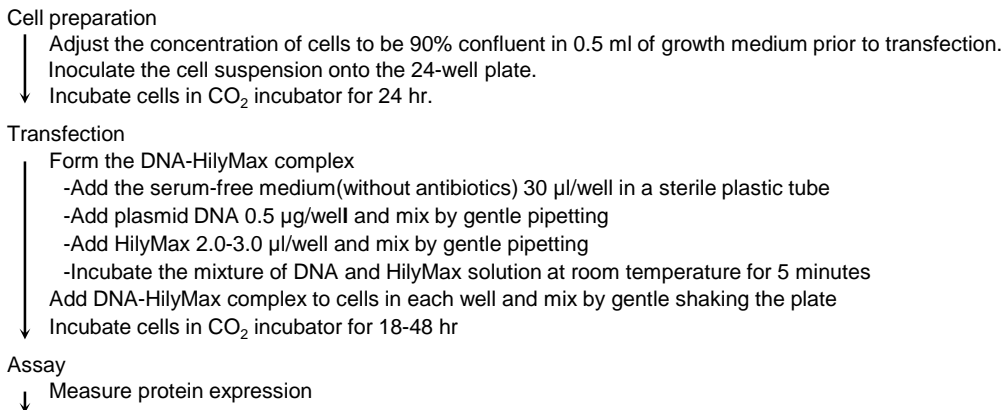 Cell preparation
Adjust the concentration of cells to be 90% confluent in 0.5 ml of growth medium prior to transfection.
Inoculate the cell suspension onto the 24-well plate.
Incubate cells in CO₂ incubator for 24 hr.
Transfection
Form the DNA-HilyMax complex
-Add the serum-free medium(without antibiotics) 30 µl/well in a sterile plastic tube
-Add plasmid DNA 0.5 µg/well and mix by gentle pipetting
-Add HilyMax 2.0-3.0 µl/well and mix by gentle pipetting
-Incubate the mixture of DNA and HilyMax solution at room temperature for 5 minutes
Add DNA-HilyMax complex to cells in each well and mix by gentle shaking the plate
Incubate cells in CO₂ incubator for 18-48 hr
Assay
Measure protein expression